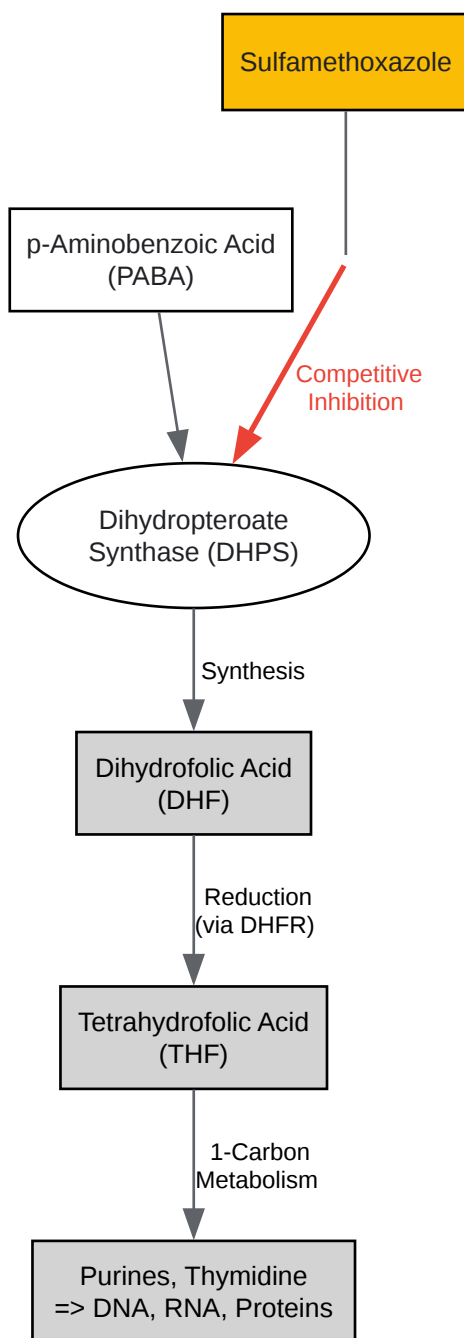 Sulfamethoxazole
p-Aminobenzoic Acid
(PABA)
Competitive
Inhibition
Dihydropteroate
Synthase (DHPS)
Synthesis
Dihydrofolic Acid
(DHF)
Reduction
(via DHFR)
Tetrahydrofolic Acid
(THF)
1-Carbon
Metabolism
Purines, Thymidine
=> DNA, RNA, Proteins